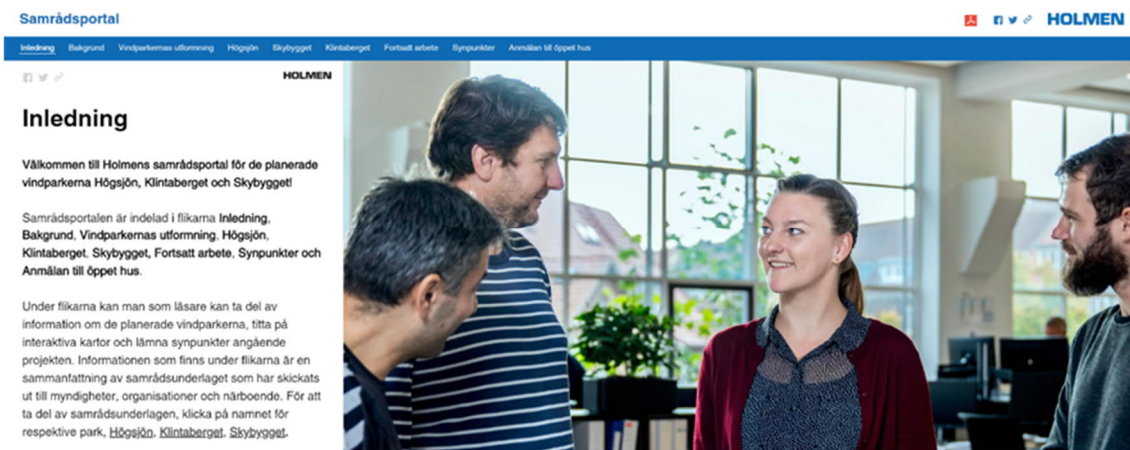 Samrådsportal
HOLMEN
Inledning Bakgrund Vindparkernas utformning Högsjön Skybygget Klintaberget Fortsatt arbete Synpunkter Anmälan till öppet hus
HOLMEN
Inledning
Välkommen till Holmens samrådsportal för de planerade
vindparkerna Högsjön, Klintaberget och Skybygget!
Samrådsportalen är indelad i flikarna Inledning,
Bakgrund, Vindparkernas utformning, Högsjön,
Klintaberget, Skybygget, Fortsatt arbete, Synpunkter och
Anmälan till öppet hus.
Under flikarna kan man som läsare kan ta del av
information om de planerade vindparkerna, titta på
interaktiva kartor och lämna synpunkter angående
projekten. Informationen som finns under flikarna är en
sammanfattning av samrådsunderlaget som har skickats
ut till myndigheter, organisationer och närboende. För att
ta del av samrådsunderlagen, klicka på namnet för
respektive park, Högsjön, Klintaberget, Skybygget.